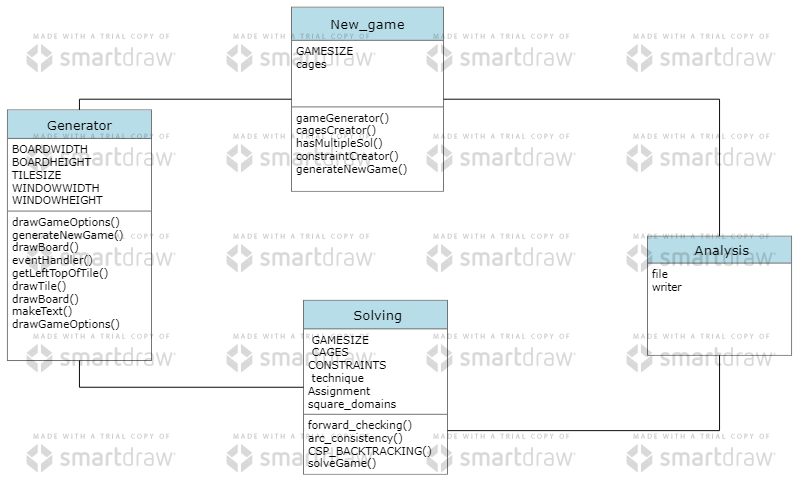 New_game
GAMESIZE
cages
gameGenerator()
cagesCreator()
hasMultipleSol()
constraintCreator()
generateNewGame()
Generator
BOARDWIDTH
BOARDHEIGHT
TILESIZE
WINDOWWIDTH
WINDOWHEIGHT
drawGameOptions()
generateNewGame()
drawBoard()
eventHandler()
getLeftTopOfTile()
drawTile()
drawBoard()
makeText()
drawGameOptions()
Analysis
file
writer
Solving
GAMESIZE
CAGES
CONSTRAINTS
technique
Assignment
square_domains
forward_checking()
arc_consistency()
CSP_BACKTRACKING()
solveGame()
MADE WITH A TRIAL COPY OF
smartdraw